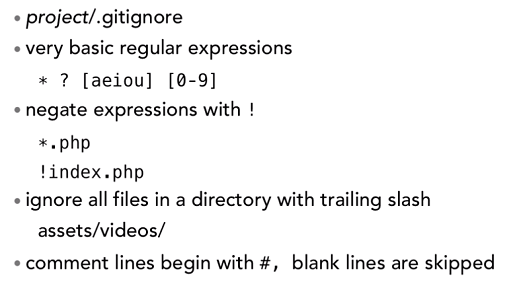 • project/.gitignore
• very basic regular expressions
* ? [aeiou] [0-9]
• negate expressions with !
*.php
!index.php
• ignore all files in a directory with trailing slash
assets/videos/
• comment lines begin with #, blank lines are skipped